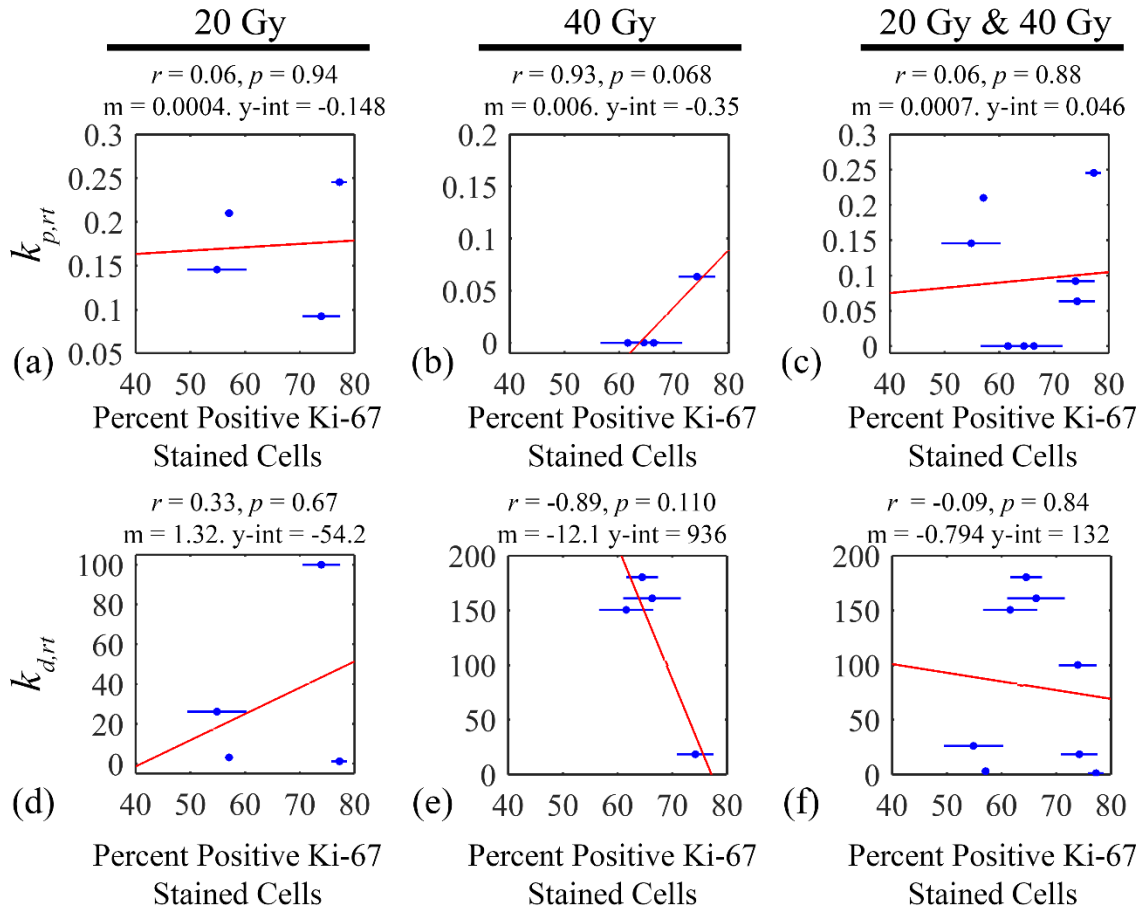 20 Gy
40 Gy
20 Gy & 40 Gy
r = 0.06, p = 0.94
m = 0.0004. y-int = -0.148
r = 0.93, p = 0.068
m = 0.006. y-int = -0.35
r = 0.06, p = 0.88
m = 0.0007. y-int = 0.046
k_{p,rt}
0.3
0.25
0.2
0.15
0.1
0.05
(a)
40 50 60 70 80
Percent Positive Ki-67
Stained Cells
0.2
0.15
0.1
0.05
0
(b)
40 50 60 70 80
Percent Positive Ki-67
Stained Cells
0.3
0.25
0.2
0.15
0.1
0.05
0
(c)
40 50 60 70 80
Percent Positive Ki-67
Stained Cells
r = 0.33, p = 0.67
m = 1.32. y-int = -54.2
r = -0.89, p = 0.110
m = -12.1 y-int = 936
r = -0.09, p = 0.84
m = -0.794 y-int = 132
k_{d,rt}
100
80
60
40
20
0
(d)
40 50 60 70 80
Percent Positive Ki-67
Stained Cells
200
150
100
50
0
(e)
40 50 60 70 80
Percent Positive Ki-67
Stained Cells
200
150
100
50
0
(f)
40 50 60 70 80
Percent Positive Ki-67
Stained Cells